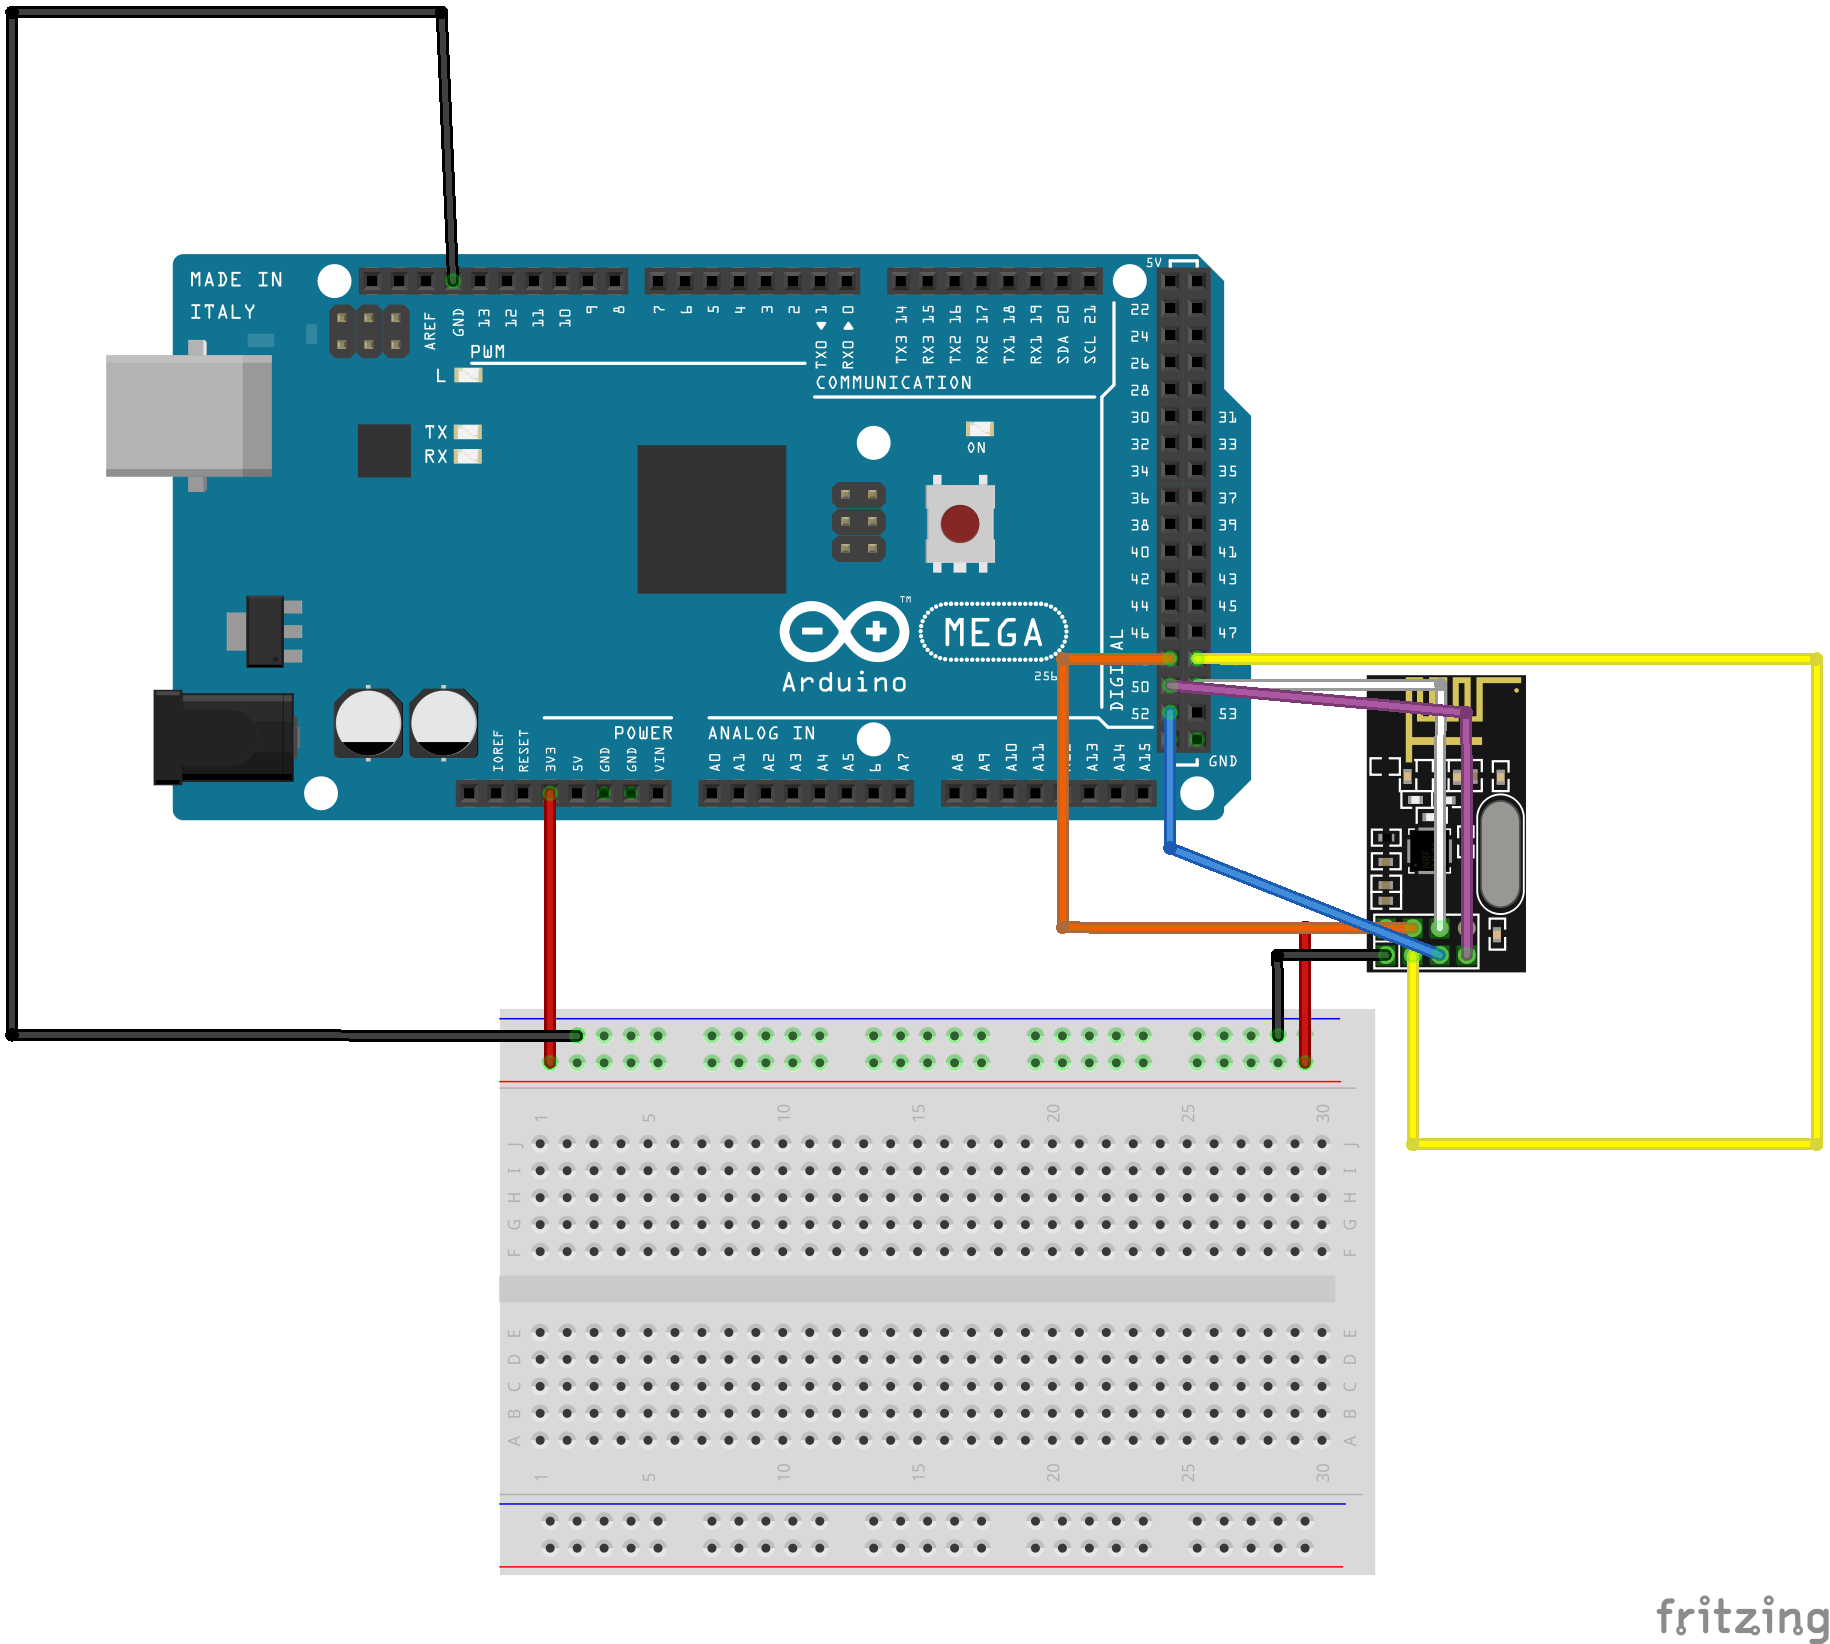 MADE IN
ITALY
AREF
GND
13
12
11
10
9
8
7
6
5
4
3
2
TX0 1
RX0 0
TX3 14
RX3 15
TX2 16
RX2 17
TX1 18
RX1 19
SDA 20
SCL 21
PWM
COMMUNICATION
L
TX
RX
ON
5V
22
24
26
28
30 31
32 33
34 35
36 37
38 39
40 41
42 43
44 45
46 47
50
52 53
GND
DIGITAL
TM
MEGA
256
Arduino
POWER
ANALOG IN
IOREF
RESET
3V3
5V
GND
GND
VIN
A0
A1
A2
A3
A4
A5
6
A7
A8
A9
A10
A11
A13
A14
A15
1 5 10 15 20 25 30
J J
I I
H H
G G
F F
E E
D D
C C
B B
A A
1 5 10 15 20 25 30
fritzing